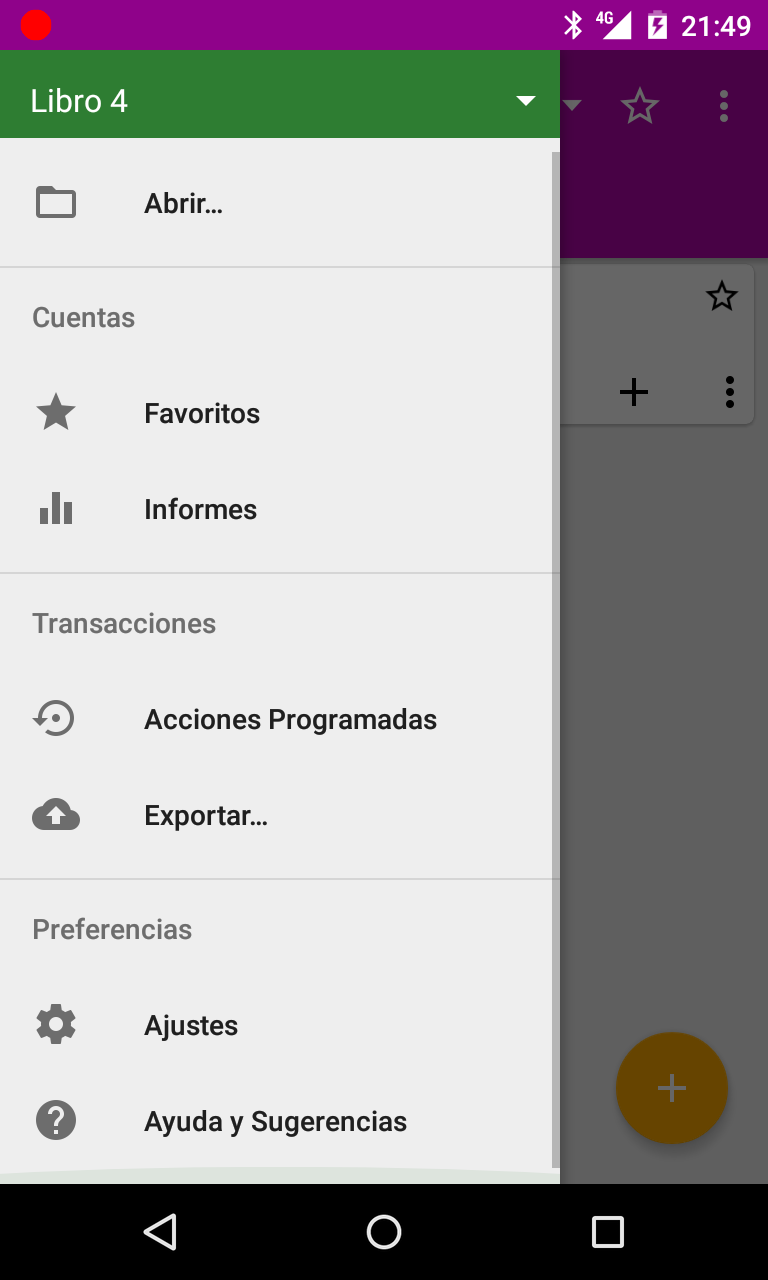 4G 21:49
Libro 4
Abrir...
Cuentas
Favoritos
Informes
Transacciones
Acciones Programadas
Exportar...
Preferencias
Ajustes
Ayuda y Sugerencias